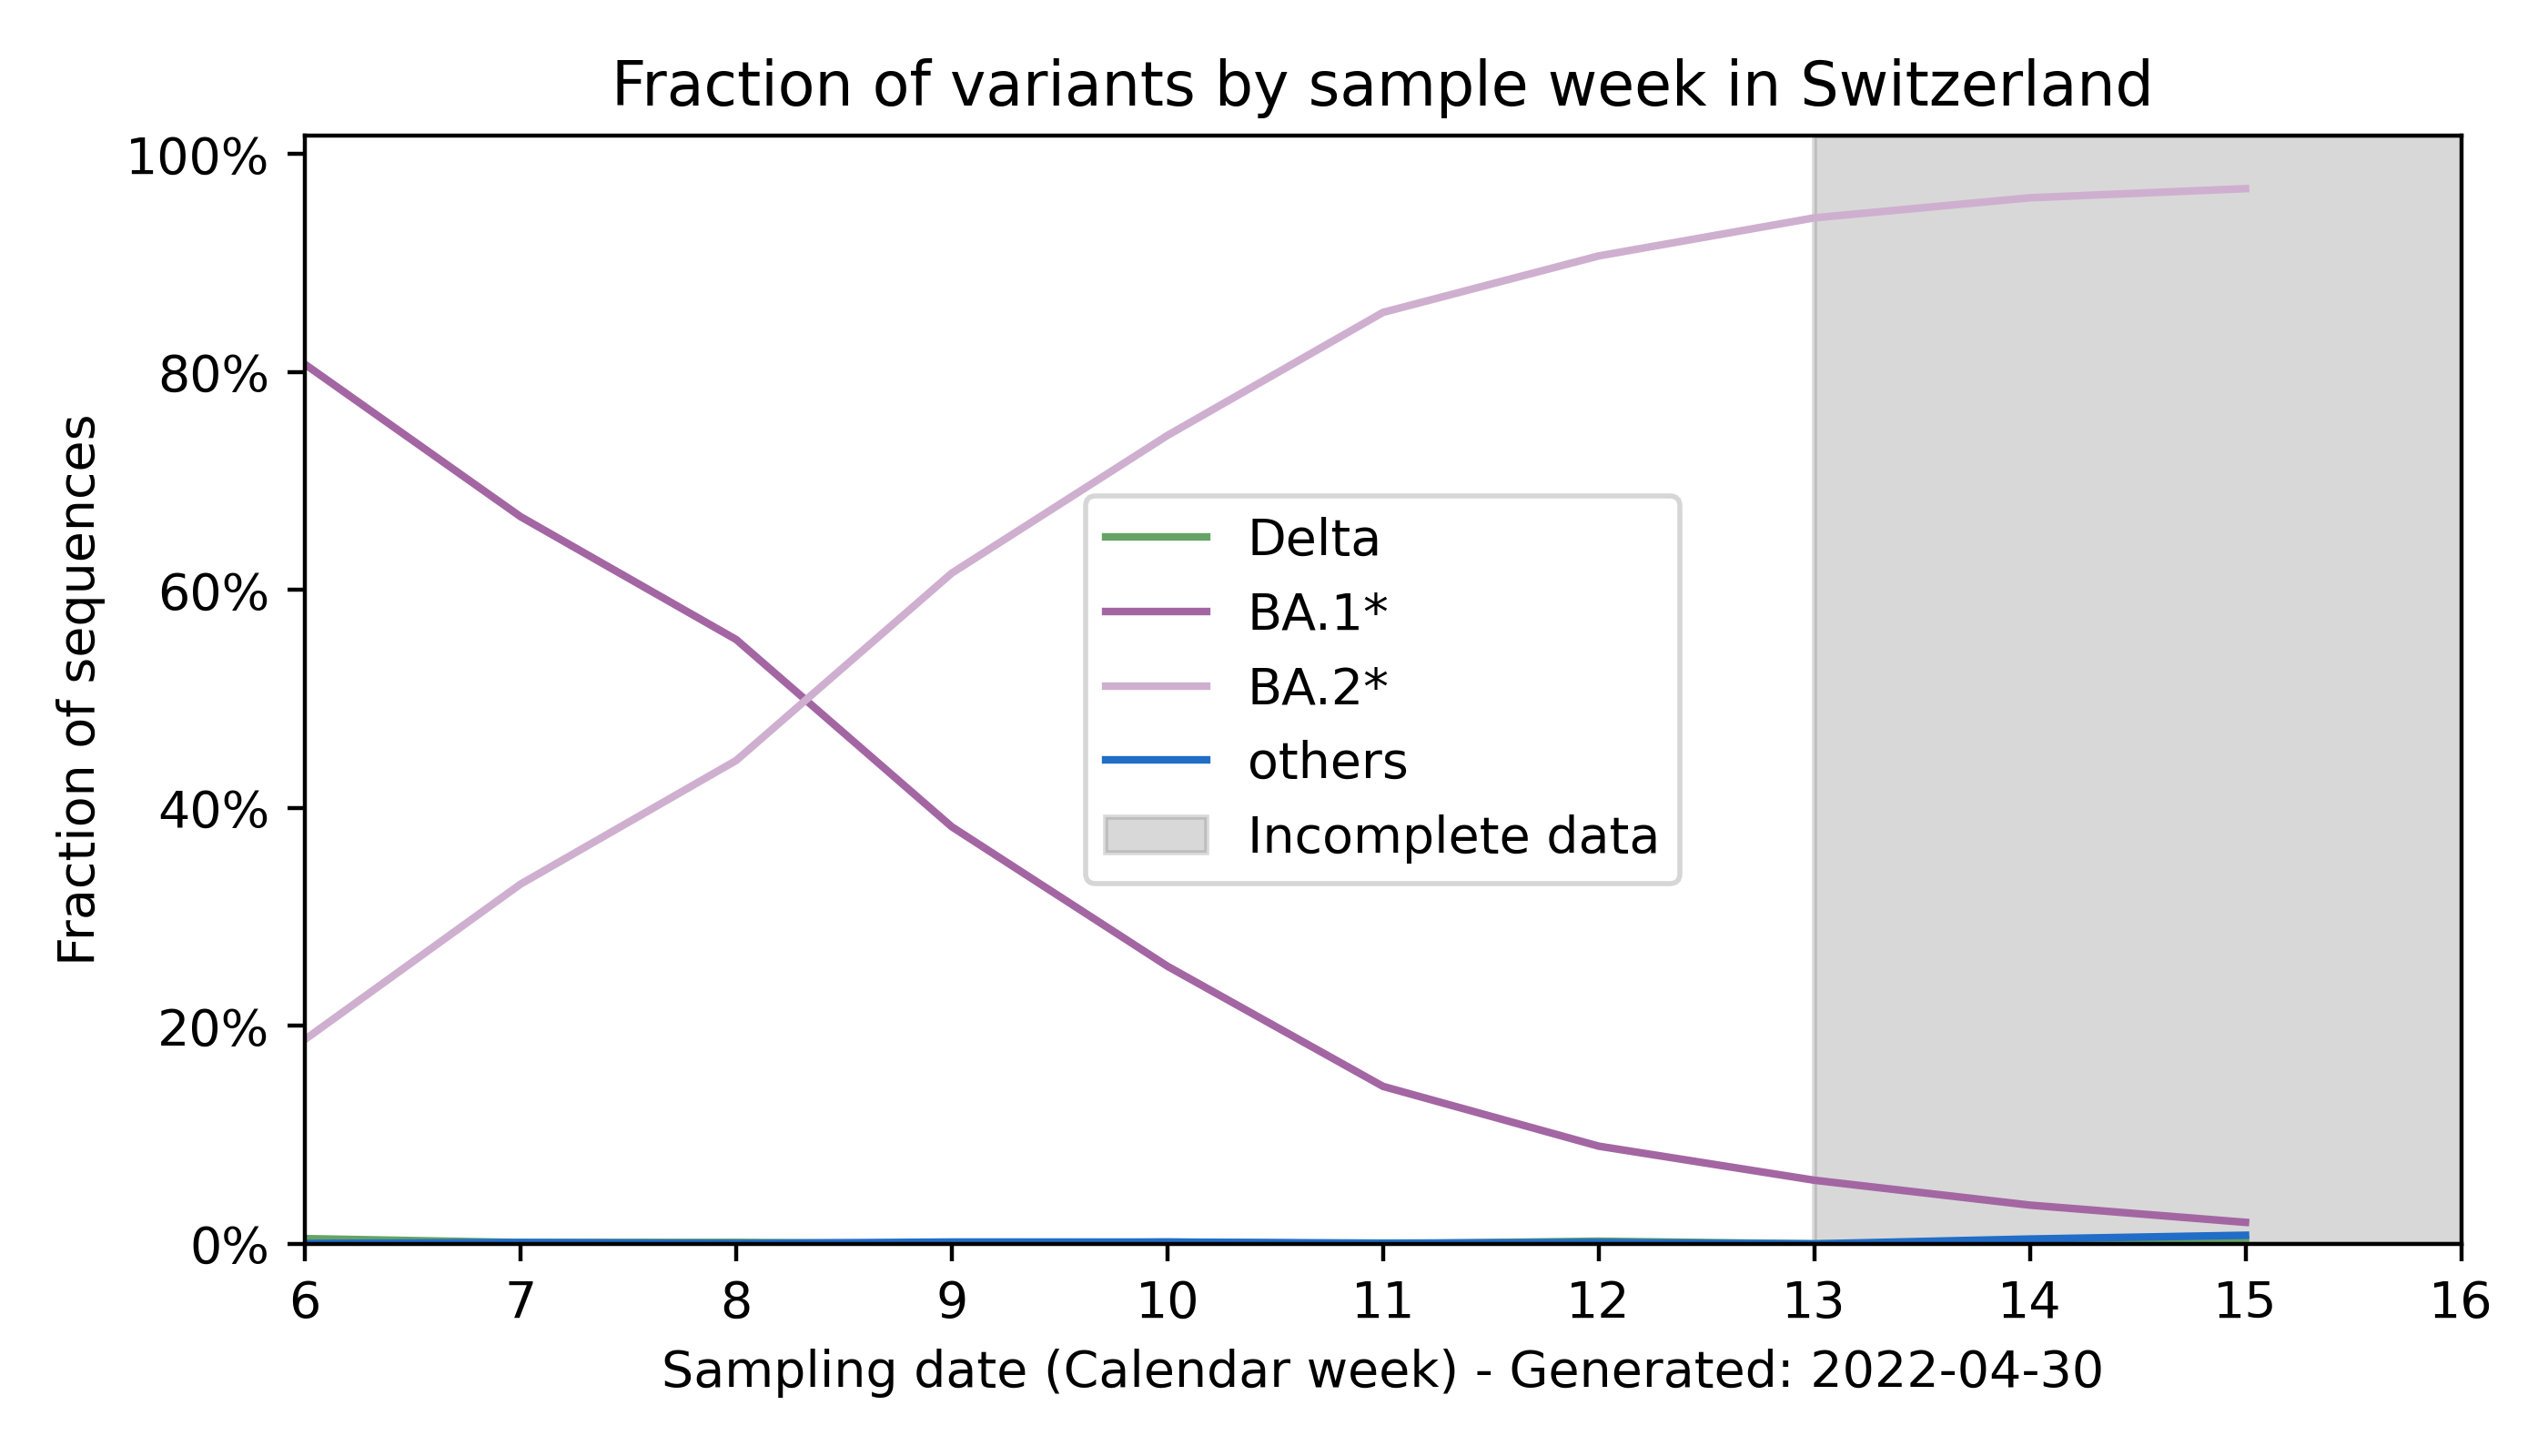 Fraction of variants by sample week in Switzerland
100%
80%
60%
40%
20%
0%
Fraction of sequences
Delta
BA.1*
BA.2*
others
Incomplete data
6 7 8 9 10 11 12 13 14 15 16
Sampling date (Calendar week) - Generated: 2022-04-30